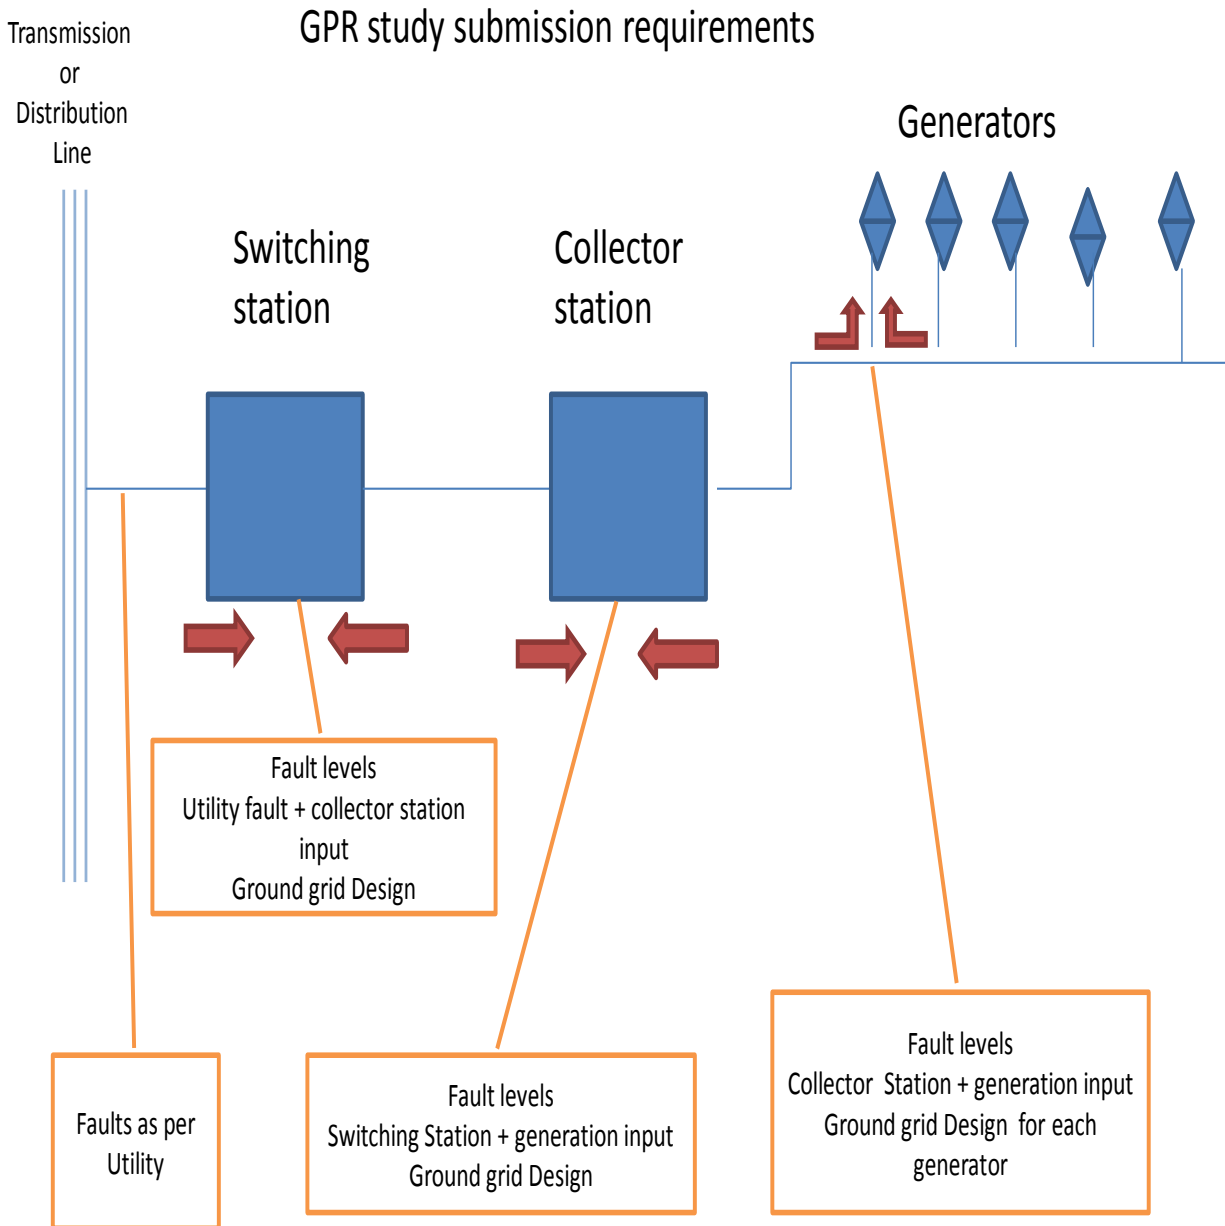 GPR study submission requirements
Transmission
or
Distribution
Line
Generators
Switching
station
Collector
station
Fault levels
Utility fault + collector station
input
Ground grid Design
Faults as per
Utility
Fault levels
Switching Station + generation input
Ground grid Design
Fault levels
Collector Station + generation input
Ground grid Design for each
generator